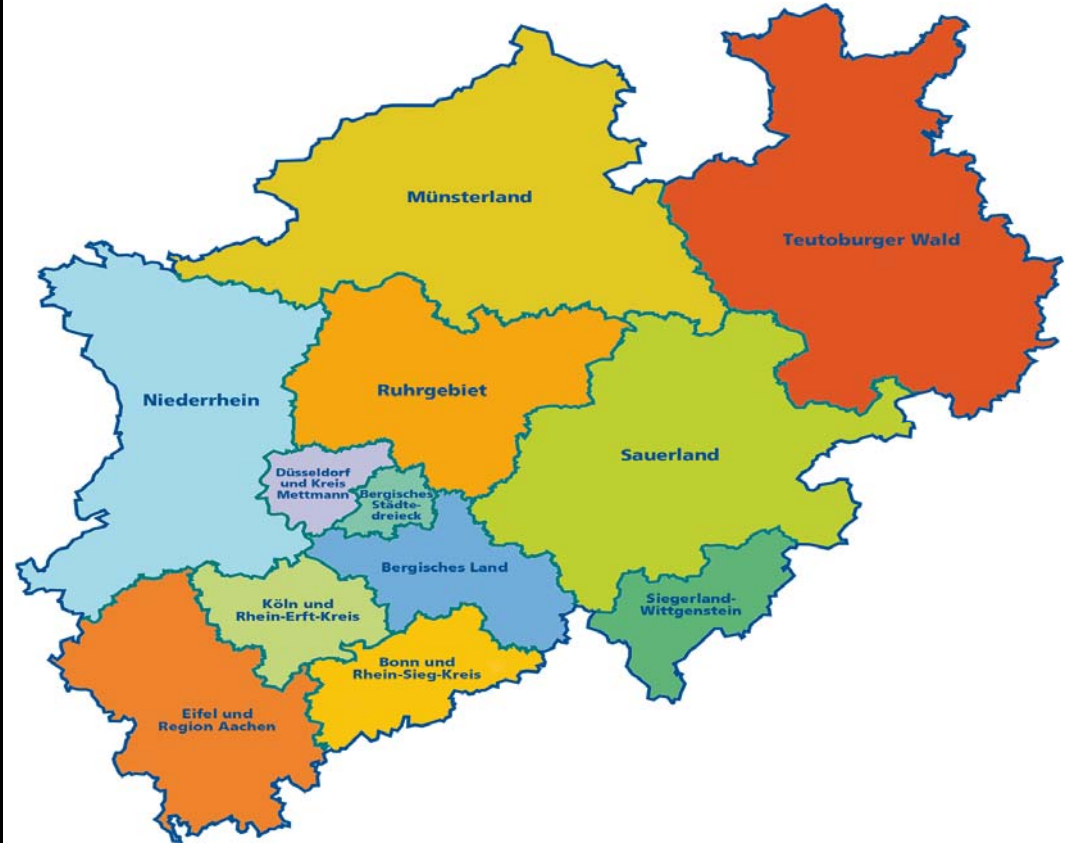 Münsterland
Teutoburger Wald
Niederrhein
Ruhrgebiet
Sauerland
Düsseldorf
und Kreis
Mettmann
Bergisches
Städte-
dreieck
Bergisches Land
Siegerland-
Wittgenstein
Köln und
Rhein-Erft-Kreis
Bonn und
Rhein-Sieg-Kreis
Eifel und
Region Aachen